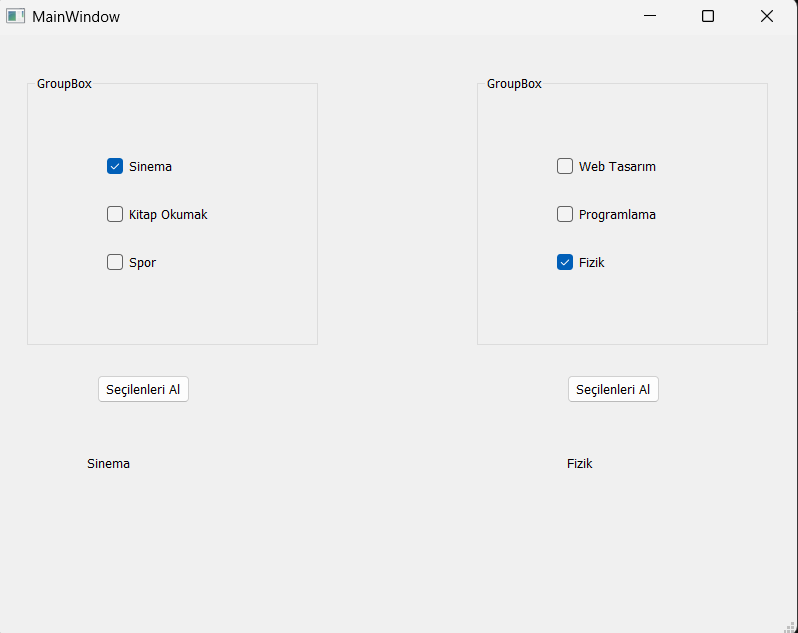 MainWindow
GroupBox
Sinema
Kitap Okumak
Spor
Seçilenleri Al
Sinema
GroupBox
Web Tasarım
Programlama
Fizik
Seçilenleri Al
Fizik